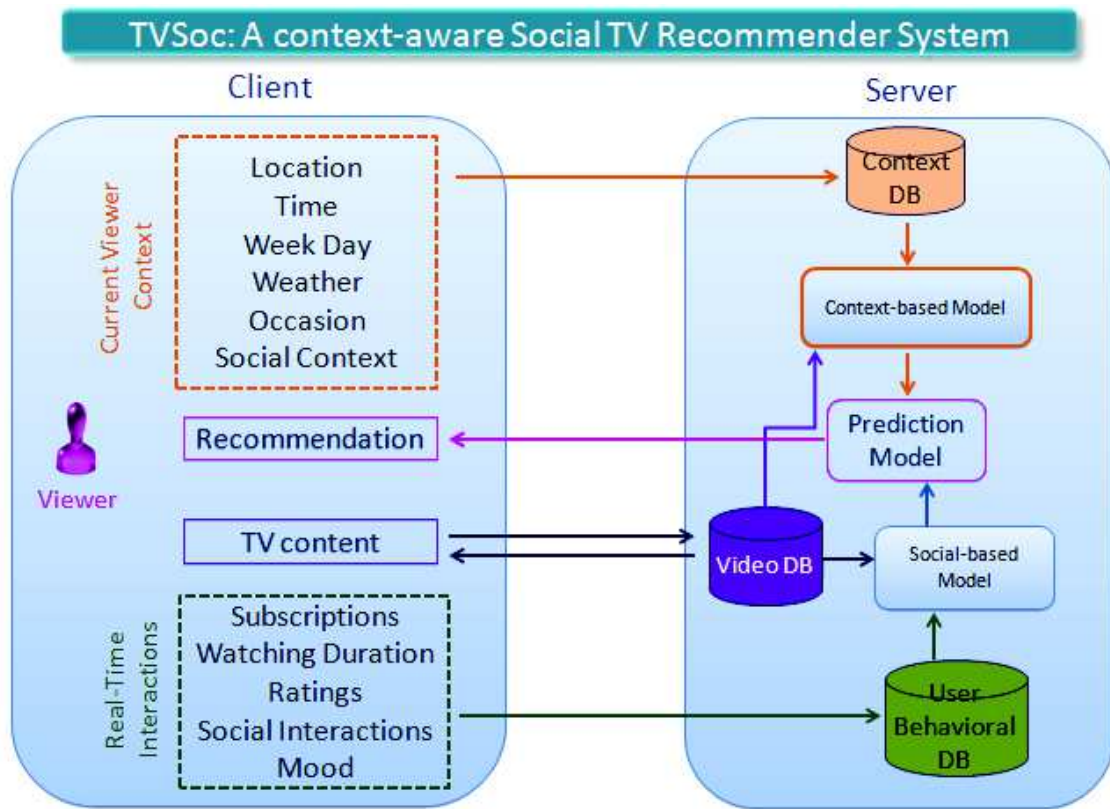 TVSoc: A context-aware Social TV Recommender System
Client
Server
Current Viewer
Context
Location
Time
Week Day
Weather
Occasion
Social Context
Context
DB
Context-based Model
Viewer
Recommendation
Prediction
Model
TV content
Video DB
Social-based
Model
Real-Time
Interactions
Subscriptions
Watching Duration
Ratings
Social Interactions
Mood
User
Behavioral
DB